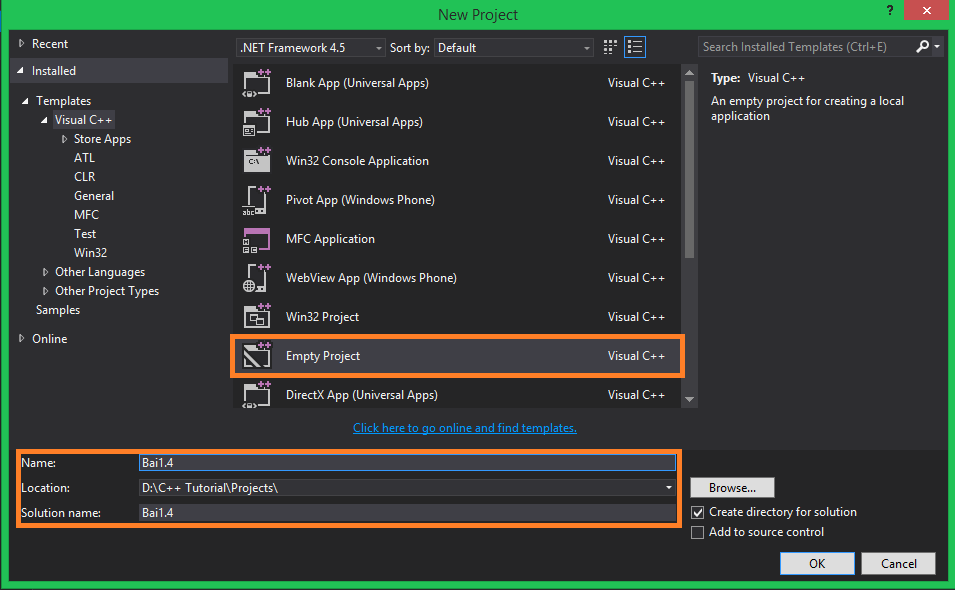 New Project
?
Recent
Installed
Templates
Visual C++
Store Apps
ATL
CLR
General
MFC
Test
Win32
Other Languages
Other Project Types
Samples
Online
.NET Framework 4.5
Sort by: Default
Blank App (Universal Apps) Visual C++
Hub App (Universal Apps) Visual C++
Win32 Console Application Visual C++
Pivot App (Windows Phone) Visual C++
MFC Application Visual C++
WebView App (Windows Phone) Visual C++
Win32 Project Visual C++
Empty Project Visual C++
DirectX App (Universal Apps) Visual C++
Click here to go online and find templates.
Search Installed Templates (Ctrl+E)
Type: Visual C++
An empty project for creating a local
application
Name: Bai1.4
Location: D:\C++ Tutorial\Projects\
Solution name: Bai1.4
Browse...
Create directory for solution
Add to source control
OK Cancel